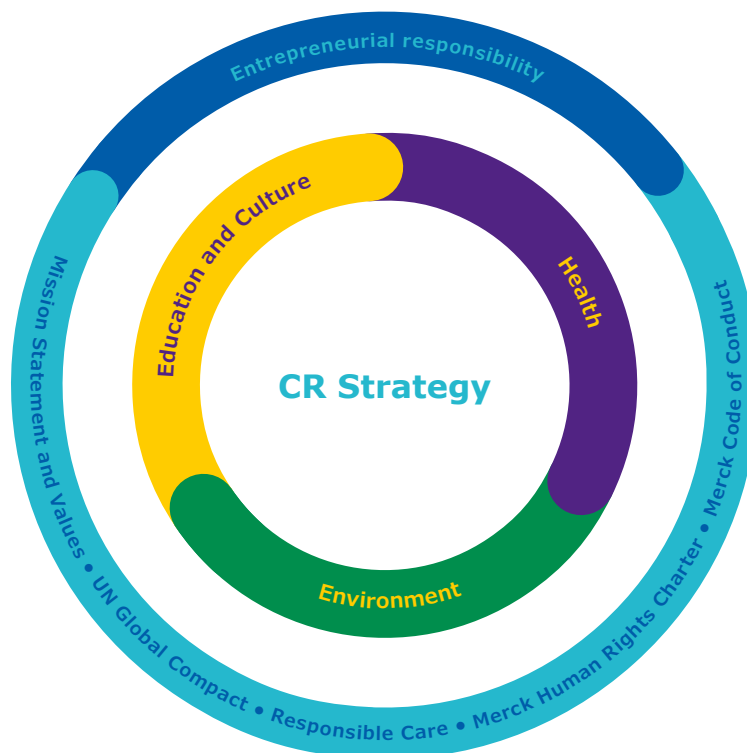 Entrepreneurial responsibility
Education and Culture
Health
CR Strategy
Environment
Mission Statement and Values • UN Global Compact • Responsible Care • Merck Human Rights Charter • Merck Code of Conduct